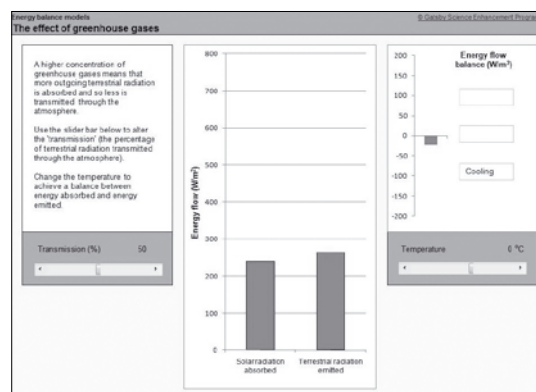 Energy balance models
© Gatsby Science Enhancement Program
The effect of greenhouse gases
A higher concentration of
greenhouse gases means that
more outgoing terrestrial radiation
is absorbed and so less is
transmitted through the
atmosphere.
Use the slider bar below to alter
the 'transmission' (the percentage
of terrestrial radiation transmitted
through the atmosphere).
Change the temperature to
achieve a balance between
energy absorbed and energy
emitted.
Transmission (%) 50
Energy flow (W/m²)
800
700
600
500
400
300
200
100
0
Solar radiation
absorbed
Terrestrial radiation
emitted
Energy flow
balance (W/m²)
200
150
100
50
0
-50
-100
-150
-200
Cooling
Temperature 6 °C